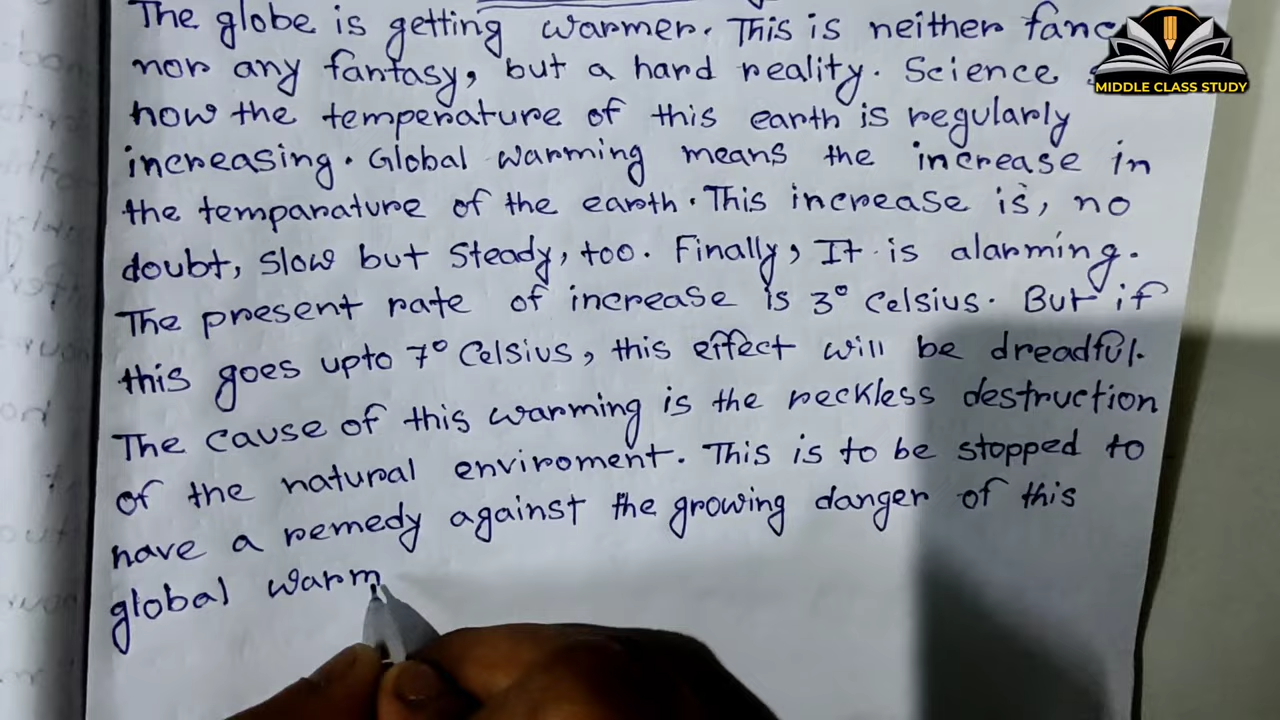 The globe is getting warmer. This is neither fanc
nor any fantasy, but a hard reality. Science
how the temperature of this earth is regularly
increasing. Global warming means the increase in
the temparature of the earth. This increase is, no
doubt, slow but steady, too. Finally, It is alarming.
The present rate of increase is 3° Celsius. But if
this goes upto 7° Celsius, this effect will be dreadful.
The cause of this warming is the reckless destruction
of the natural enviroment. This is to be stopped to
have a remedy against the growing danger of this
global warm
MIDDLE CLASS STUDY